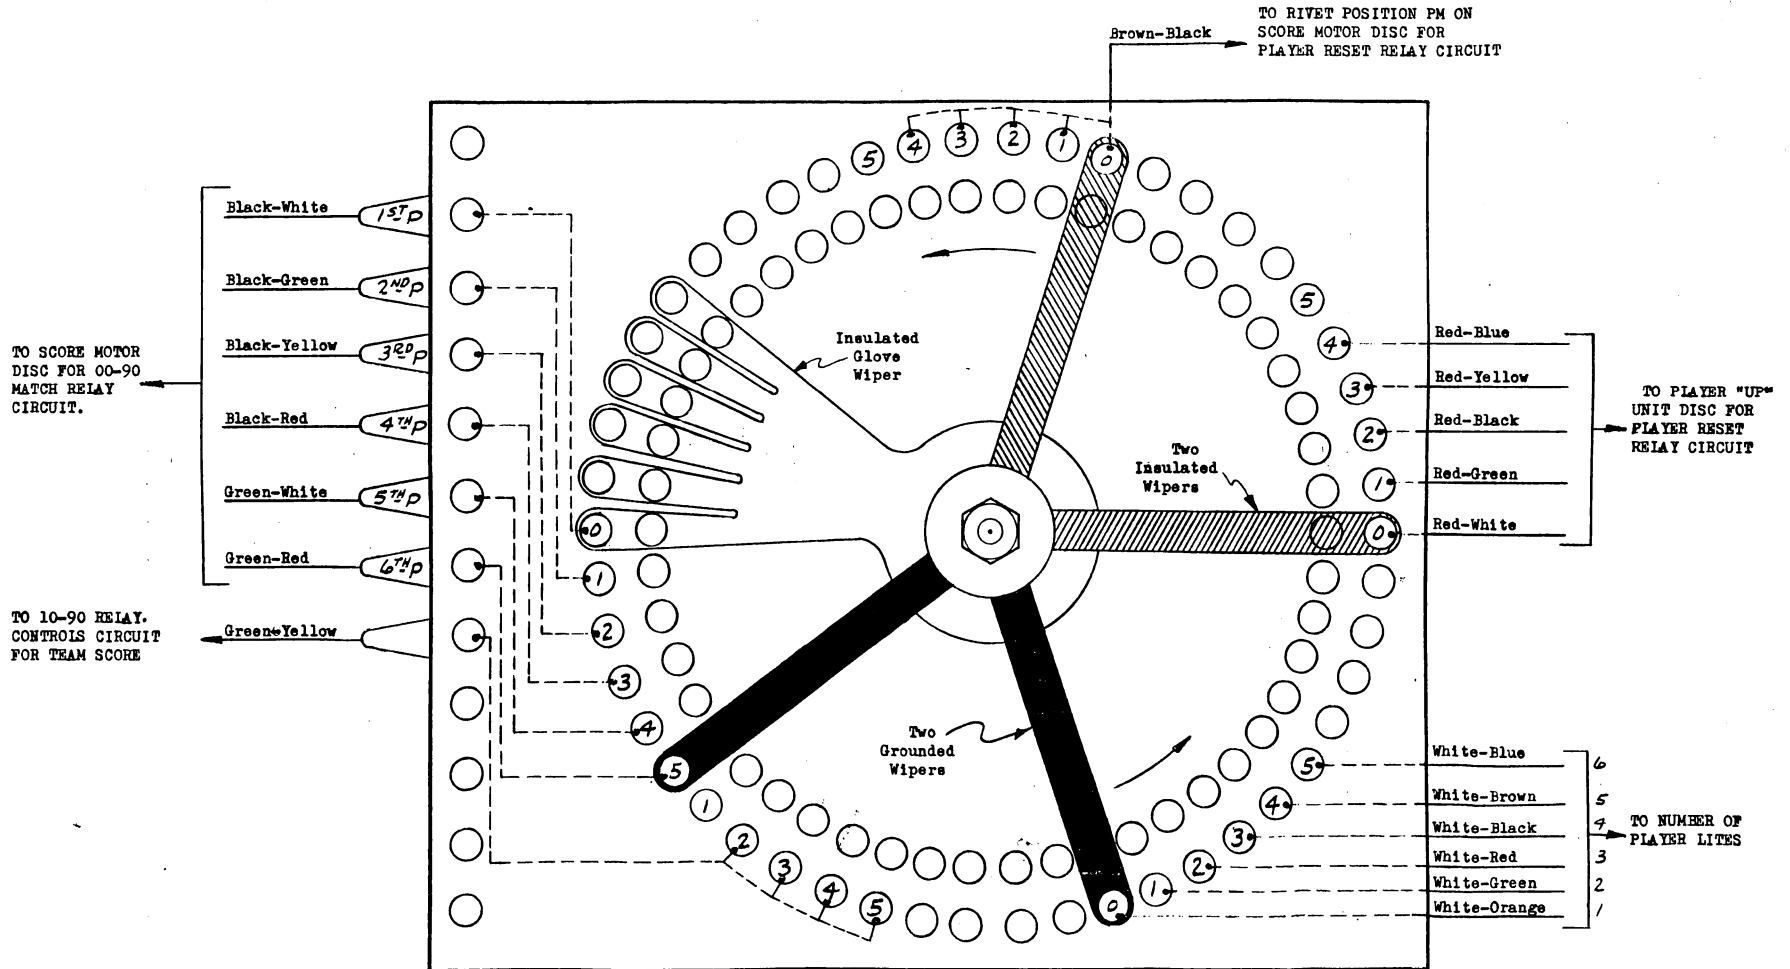 TO RIVET POSITION PM ON
SCORE MOTOR DISC FOR
PLAYER RESET RELAY CIRCUIT
Brown-Black
4
3
2
1
0
5
Black-White
1ST P
Black-Green
2ND P
Black-Yellow
3RD P
Black-Red
4TH P
Green-White
5TH P
Green-Red
6TH P
Green-Yellow
TO SCORE MOTOR
DISC FOR 00-90
MATCH RELAY
CIRCUIT.
TO 10-90 RELAY.
CONTROLS CIRCUIT
FOR TEAM SCORE
Insulated
Glove
Wiper
Two
Insulated
Wipers
Two
Grounded
Wipers
0
1
2
3
4
5
1
2
3
4
5
5
4
3
2
1
0
Red-Blue
Red-Yellow
Red-Black
Red-Green
Red-White
TO PLAYER "UP"
UNIT DISC FOR
PLAYER RESET
RELAY CIRCUIT
5
4
3
2
1
0
White-Blue 6
White-Brown 5
White-Black 4
White-Red 3
White-Green 2
White-Orange 1
TO NUMBER OF
PLAYER LITES